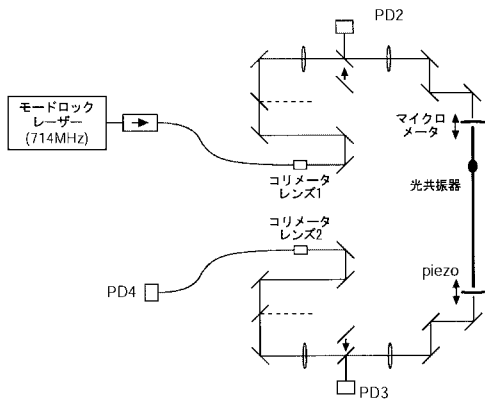 PD2
モードロック
レーザー
(714MHz)
マイクロ
メータ
コリメータ
レンズ1
光共振器
コリメータ
レンズ2
piezo
PD4
PD3